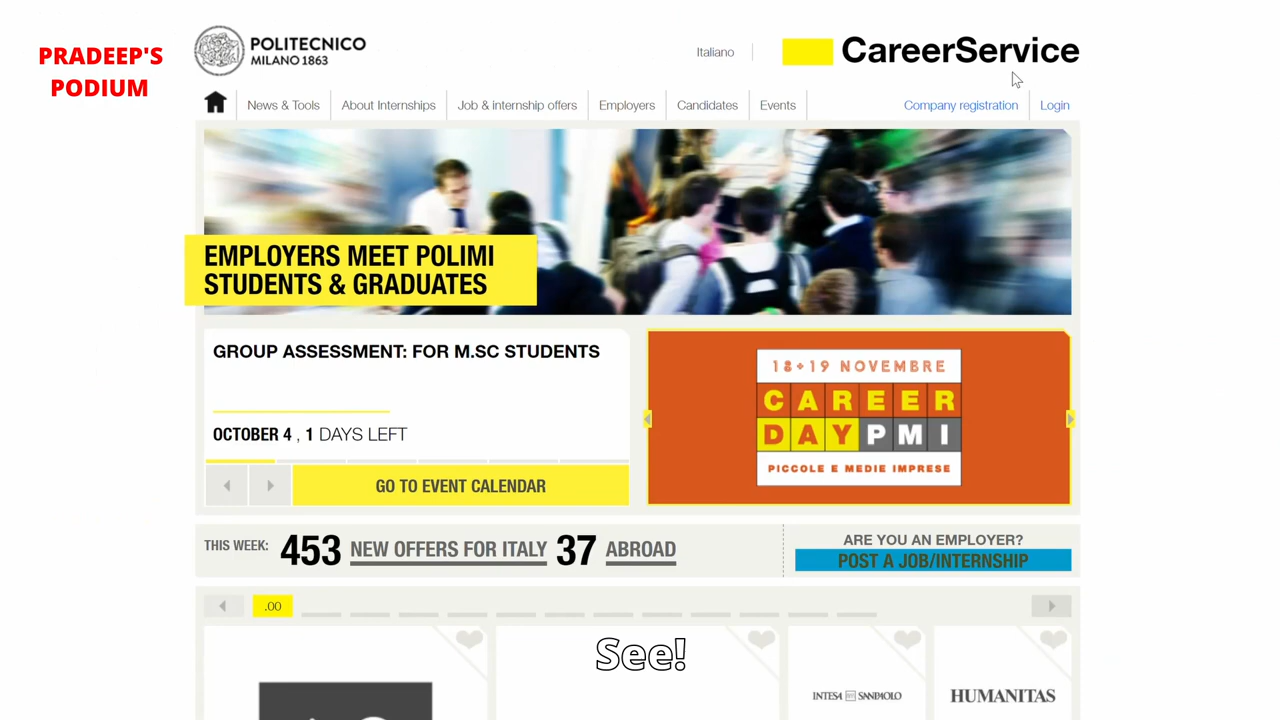 PRADEEP'S
PODIUM
POLITECNICO
MILANO 1863
Italiano
CareerService
News & Tools
About Internships
Job & internship offers
Employers
Candidates
Events
Company registration
Login
EMPLOYERS MEET POLIMI
STUDENTS & GRADUATES
GROUP ASSESSMENT: FOR M.SC STUDENTS
OCTOBER 4 , 1 DAYS LEFT
GO TO EVENT CALENDAR
18+19 NOVEMBRE
CAREER
DAY PMI
PICCOLE E MEDIE IMPRESE
THIS WEEK: 453 NEW OFFERS FOR ITALY 37 ABROAD
ARE YOU AN EMPLOYER?
POST A JOB/INTERNSHIP
.00
See!
INTESA SANPAOLO
HUMANITAS